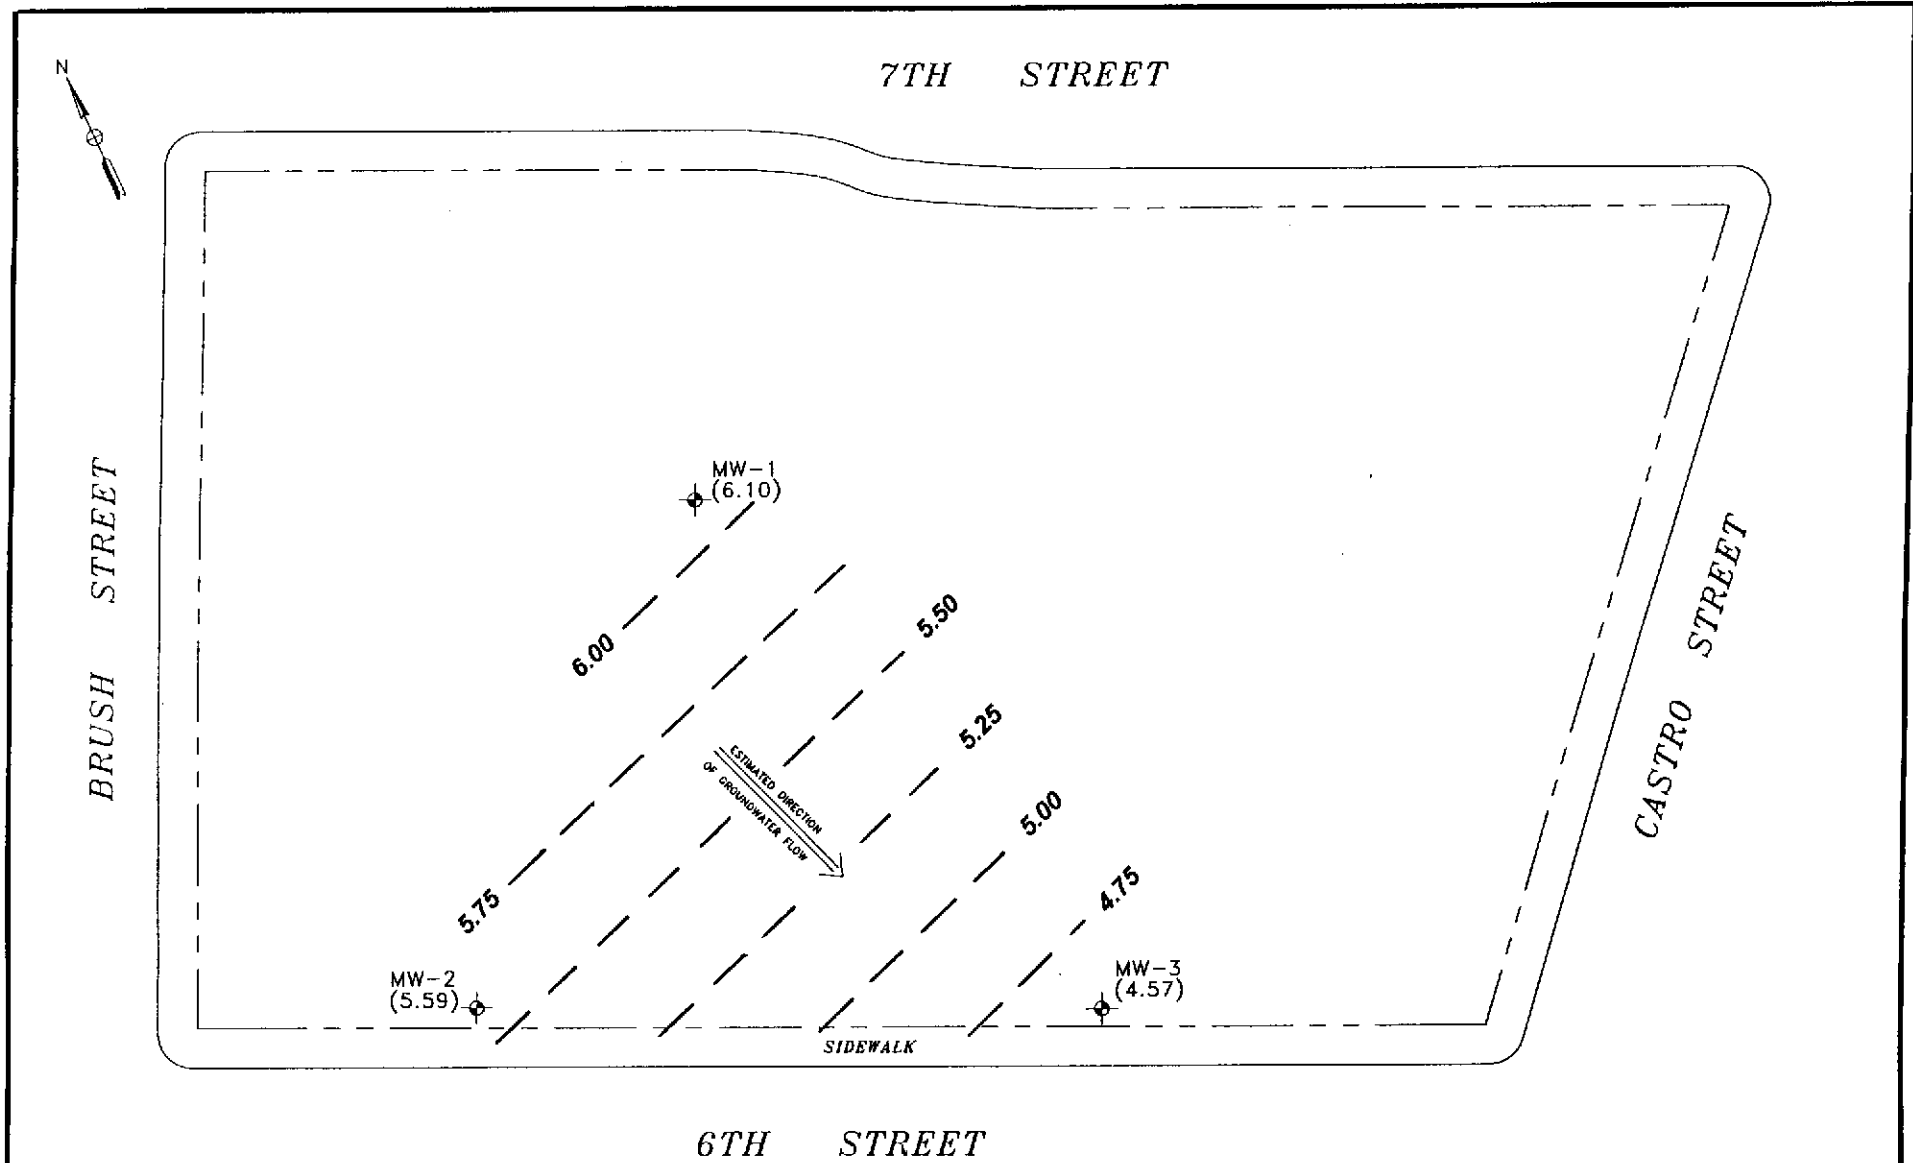 N
7TH STREET
BRUSH STREET
CASTRO STREET
MW-1
(6.10)
6.00
5.50
5.25
5.00
4.75
5.75
ESTIMATED DIRECTION
OF GROUNDWATER FLOW
MW-2
(5.59)
MW-3
(4.57)
SIDEWALK
6TH STREET